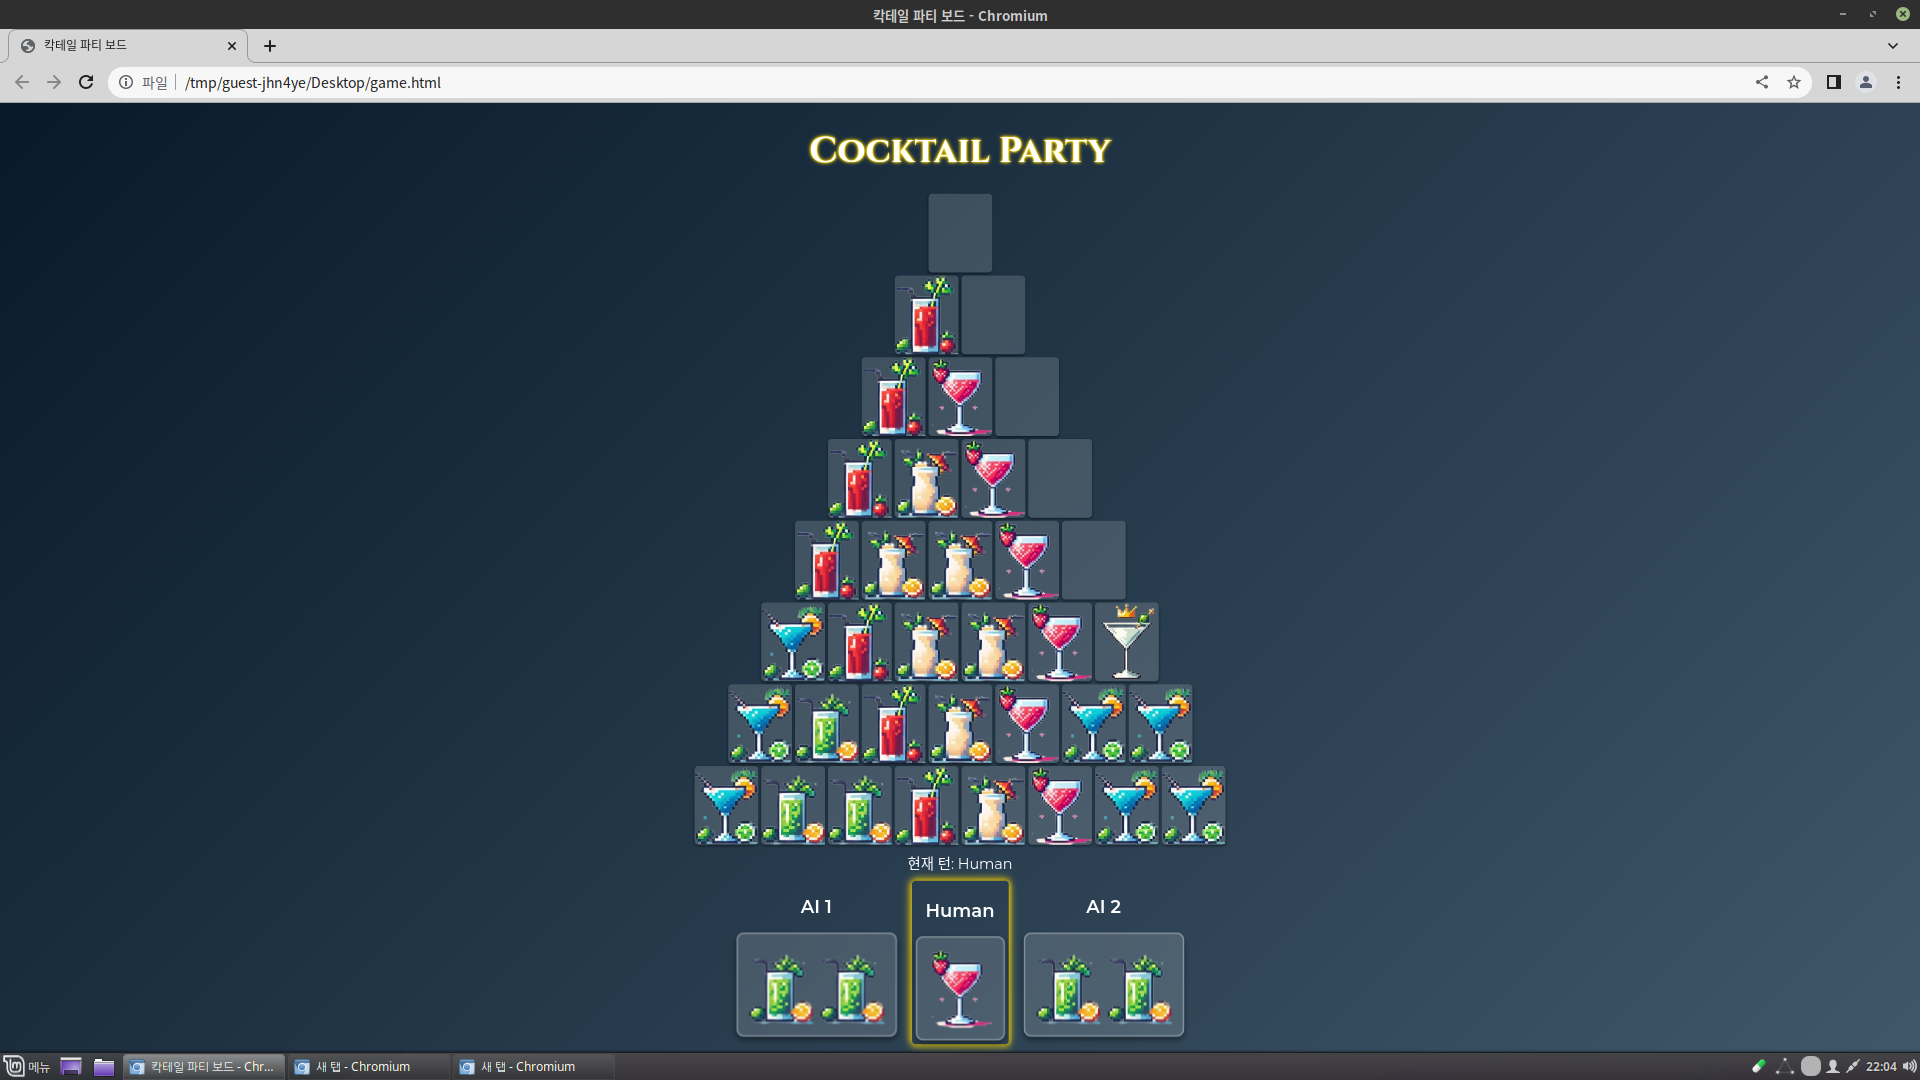 칵테일 파티 보드 - Chromium
칵테일 파티 보드
파일 /tmp/guest-jhn4ye/Desktop/game.html
Cocktail Party
현재 턴: Human
AI 1
Human
AI 2
메뉴
칵테일 파티 보드 - Chr...
새 탭 - Chromium
새 탭 - Chromium
22:04